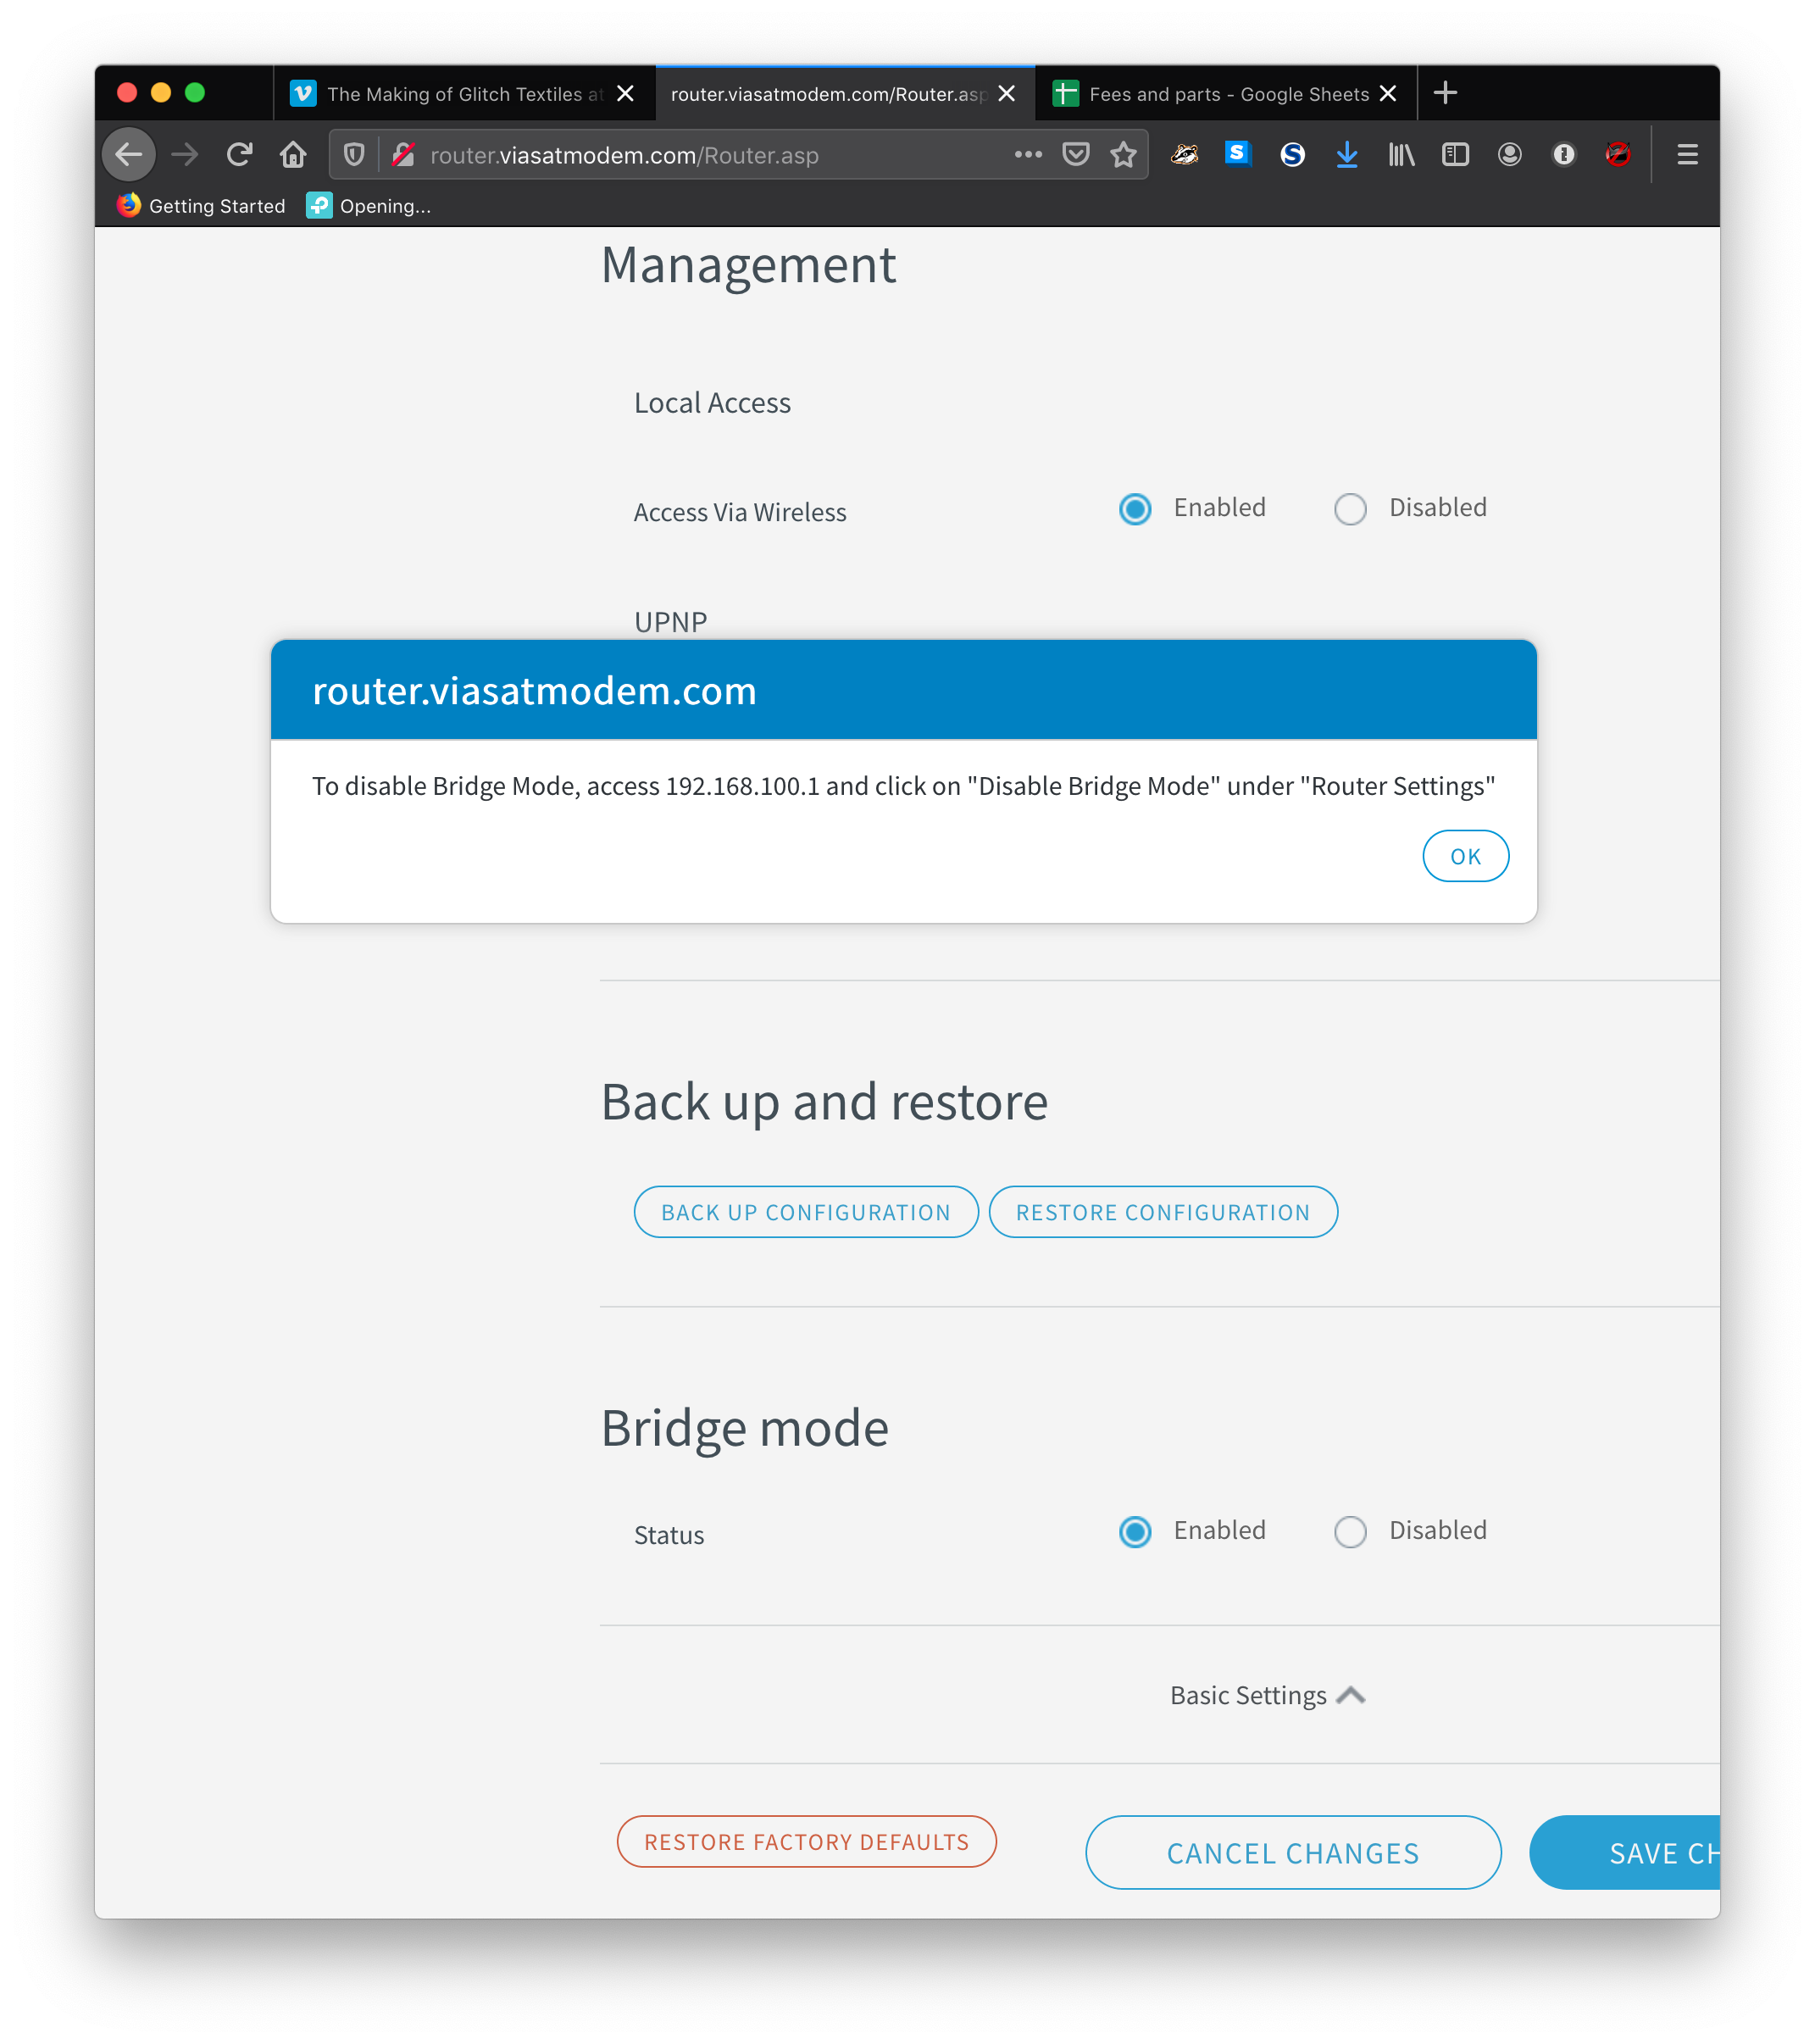 The Making of Glitch Textiles at
router.viasatmodem.com/Router.asp
Fees and parts - Google Sheets
router.viasatmodem.com/Router.asp
Getting Started
Opening...
Management
Local Access
Access Via Wireless
Enabled
Disabled
UPNP
router.viasatmodem.com
To disable Bridge Mode, access 192.168.100.1 and click on "Disable Bridge Mode" under "Router Settings"
OK
Back up and restore
BACK UP CONFIGURATION
RESTORE CONFIGURATION
Bridge mode
Status
Enabled
Disabled
Basic Settings
RESTORE FACTORY DEFAULTS
CANCEL CHANGES
SAVE CH